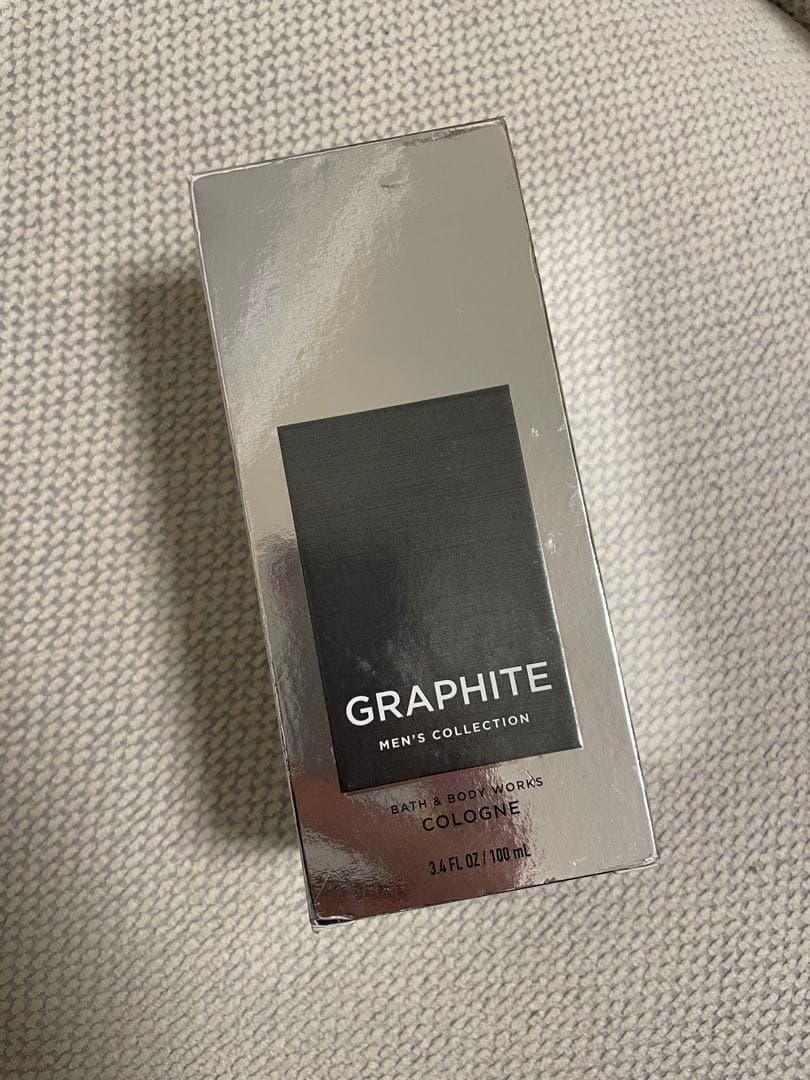 GRAPHITE
MEN'S COLLECTION
BATH & BODY WORKS
COLOGNE
3.4 FL OZ / 100 mL